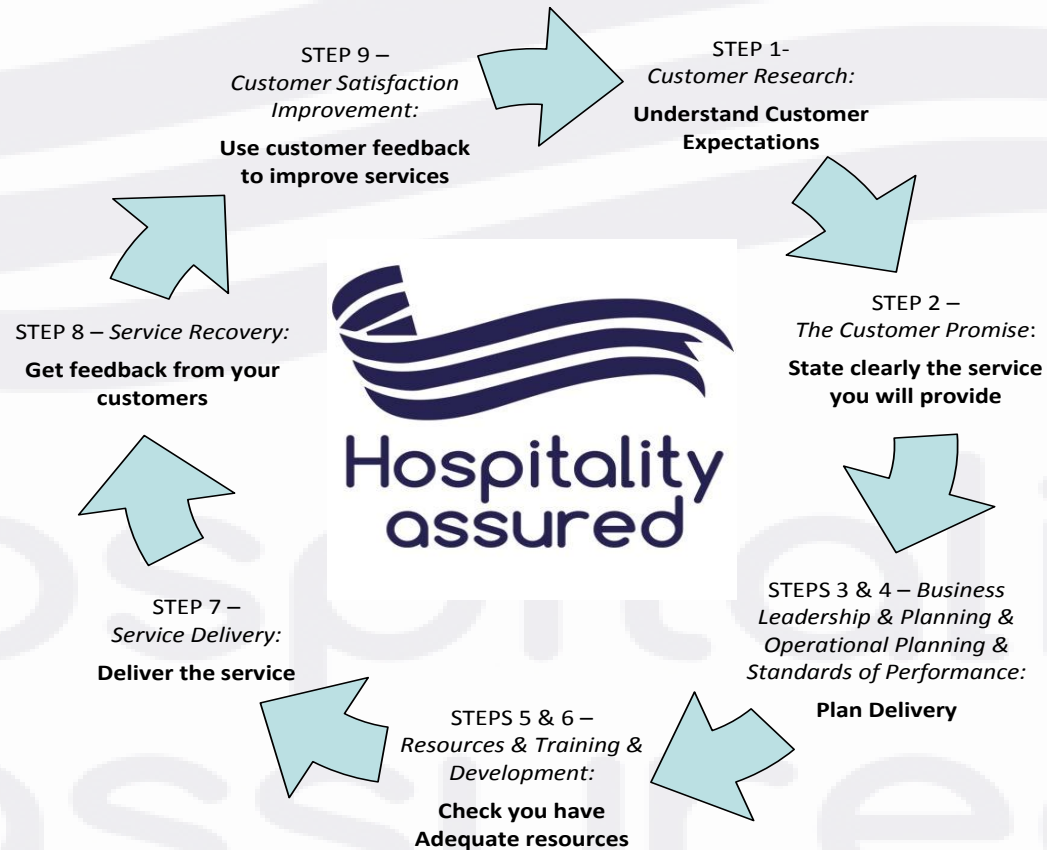 STEP 1-
Customer Research:
Understand Customer
Expectations
STEP 2 –
The Customer Promise:
State clearly the service
you will provide
STEPS 3 & 4 – Business
Leadership & Planning &
Operational Planning &
Standards of Performance:
Plan Delivery
STEPS 5 & 6 –
Resources & Training &
Development:
Check you have
Adequate resources
STEP 7 –
Service Delivery:
Deliver the service
STEP 8 – Service Recovery:
Get feedback from your
customers
STEP 9 –
Customer Satisfaction
Improvement:
Use customer feedback
to improve services
Hospitality
assured